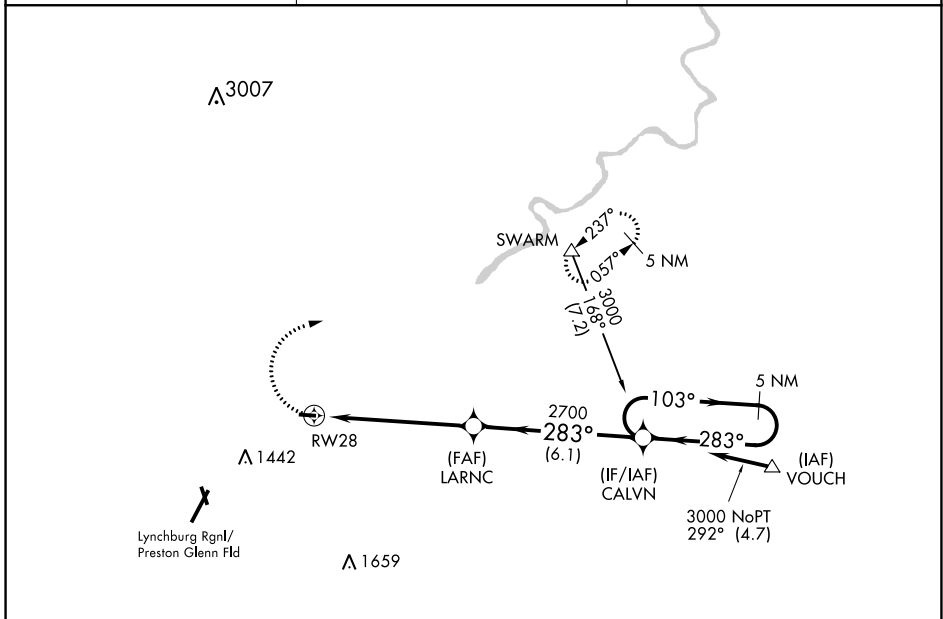 3007
SWARM
237°
057°
5 NM
3000
168°
(7.2)
5 NM
103°
2700
283°
(6.1)
283°
RW28
(FAF)
LARNC
(IF/IAF)
CALVN
(IAF)
VOUCH
1442
3000 NoPT
292° (4.7)
Lynchburg Rgnl/
Preston Glenn Fld
1659